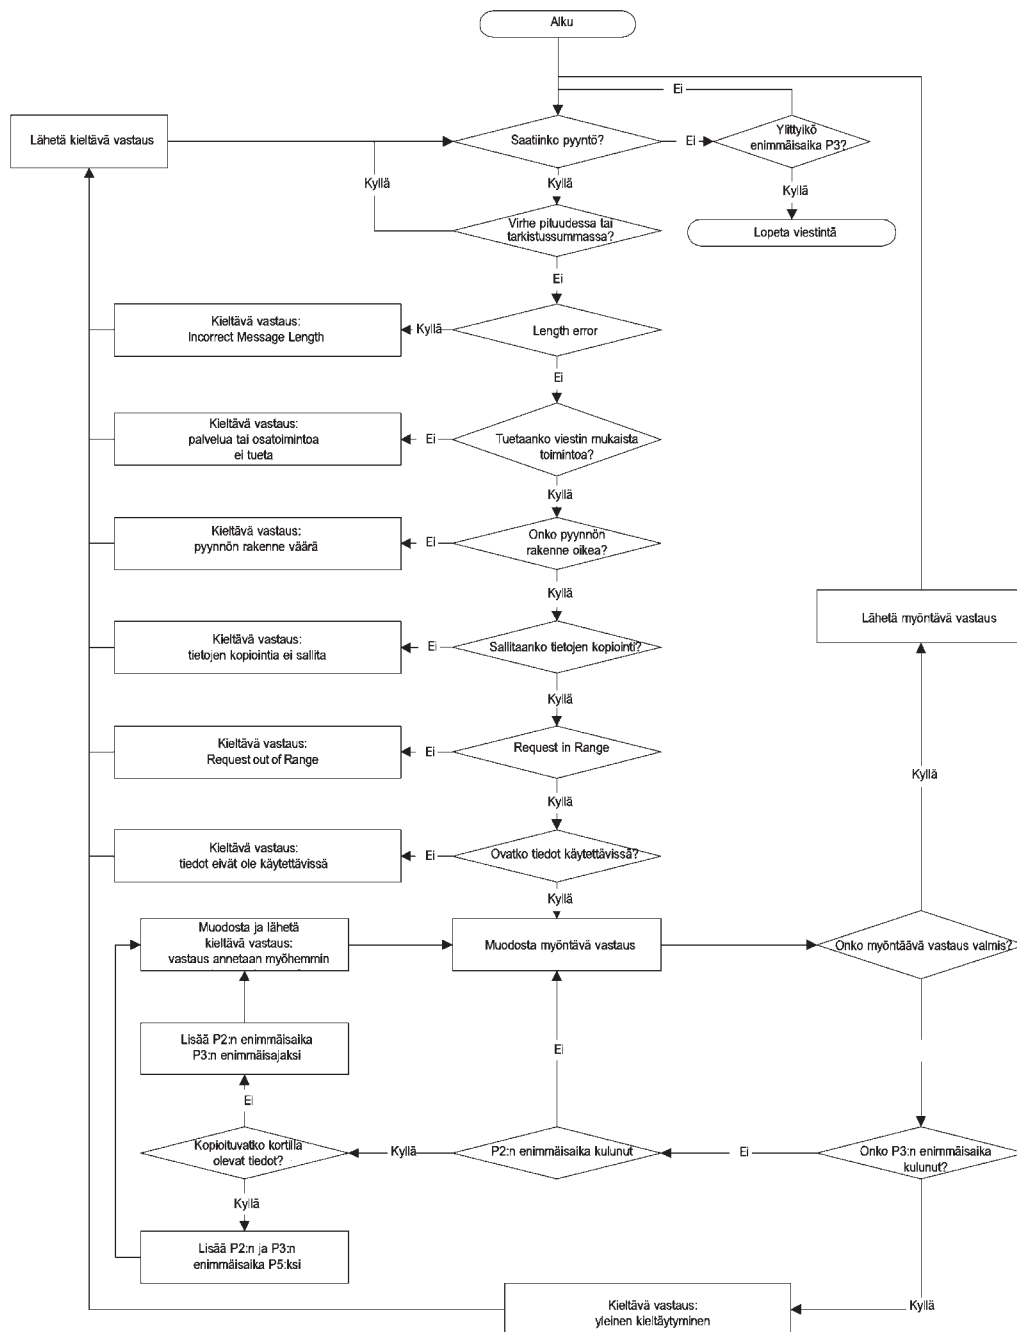 Alku
Ei
Lähetä kieltävä vastaus
Saatiinko pyyntö?
Ei
Ylittyikö
enimmäisaika P3?
Kyllä
Kyllä
Kyllä
Virhe pituudessa tai
tarkistussummassa?
Lopeta viestintä
Ei
Kieltävä vastaus:
Incorrect Message Length
Kyllä
Length error
Ei
Kieltävä vastaus:
palvelua tai osatoimintoa
ei tueta
Ei
Tuetaanko viestin mukaista
toimintoa?
Kyllä
Kieltävä vastaus:
pyynnön rakenne väärä
Ei
Onko pyynnön
rakenne oikea?
Kyllä
Lähetä myöntävä vastaus
Kieltävä vastaus:
tietojen kopiointia ei sallita
Ei
Sallitaanko tietojen kopiointi?
Kyllä
Kieltävä vastaus:
Request out of Range
Ei
Request in Range
Kyllä
Kyllä
Kieltävä vastaus:
tiedot eivät ole käytettävissä
Ei
Ovatko tiedot käytettävissä?
Kyllä
Muodosta ja lähetä
kieltävä vastaus:
vastaus annetaan myöhemmin
Muodosta myöntävä vastaus
Onko myöntäävä vastaus valmis?
Lisää P2:n enimmäisaika
P3:n enimmäisajaksi
Ei
Ei
Kopioituvatko kortilla
olevat tiedot?
Kyllä
P2:n enimmäisaika kulunut
Ei
Onko P3:n enimmäisaika
kulunut?
Kyllä
Lisää P2:n ja P3:n
enimmäisaika P5:ksi
Kieltävä vastaus:
yleinen kieltäytyminen
Kyllä